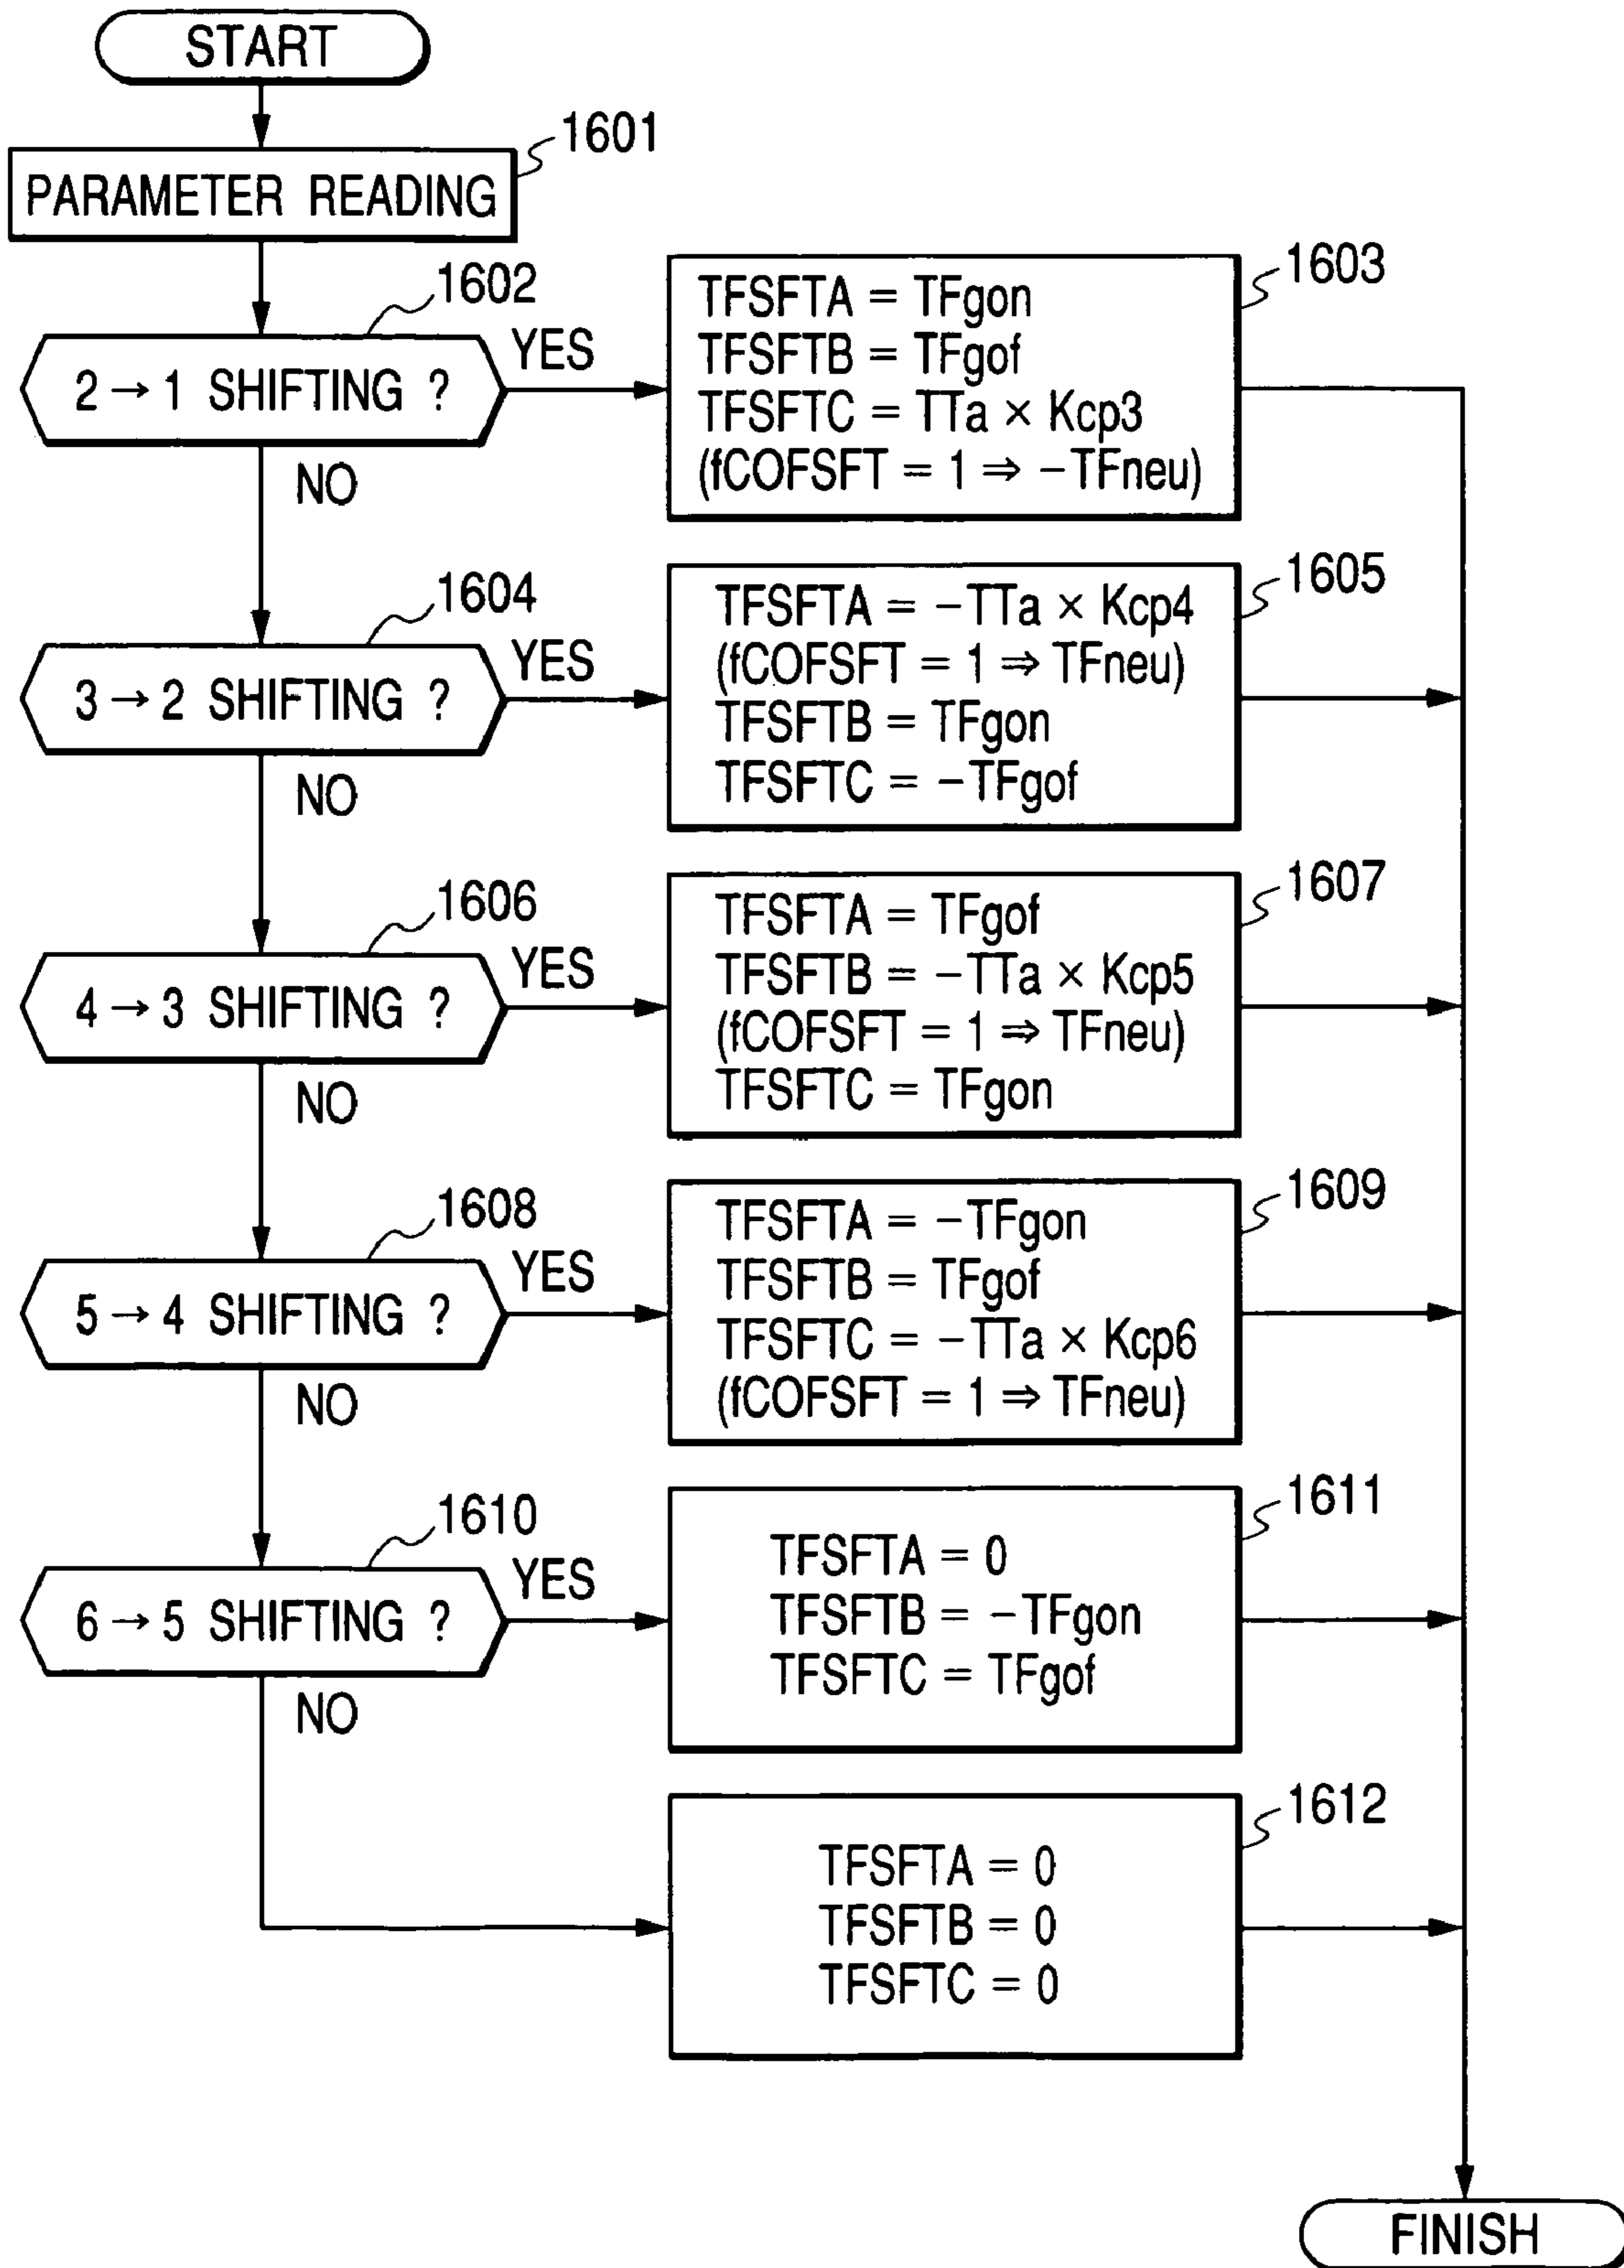 START
1601
PARAMETER READING
1602
2 → 1 SHIFTING ?
YES
NO
1603
TFSFTA = TFgon
TFSFTB = TFgof
TFSFTC = TTa × Kcp3
(fCOFSFT = 1 ⇒ −TFneu)
1604
3 → 2 SHIFTING ?
YES
NO
1605
TFSFTA = −TTa × Kcp4
(fCOFSFT = 1 ⇒ TFneu)
TFSFTB = TFgon
TFSFTC = −TFgof
1606
4 → 3 SHIFTING ?
YES
NO
1607
TFSFTA = TFgof
TFSFTB = −TTa × Kcp5
(fCOFSFT = 1 ⇒ TFneu)
TFSFTC = TFgon
1608
5 → 4 SHIFTING ?
YES
NO
1609
TFSFTA = −TFgon
TFSFTB = TFgof
TFSFTC = −TTa × Kcp6
(fCOFSFT = 1 ⇒ TFneu)
1610
6 → 5 SHIFTING ?
YES
NO
1611
TFSFTA = 0
TFSFTB = −TFgon
TFSFTC = TFgof
1612
TFSFTA = 0
TFSFTB = 0
TFSFTC = 0
FINISH